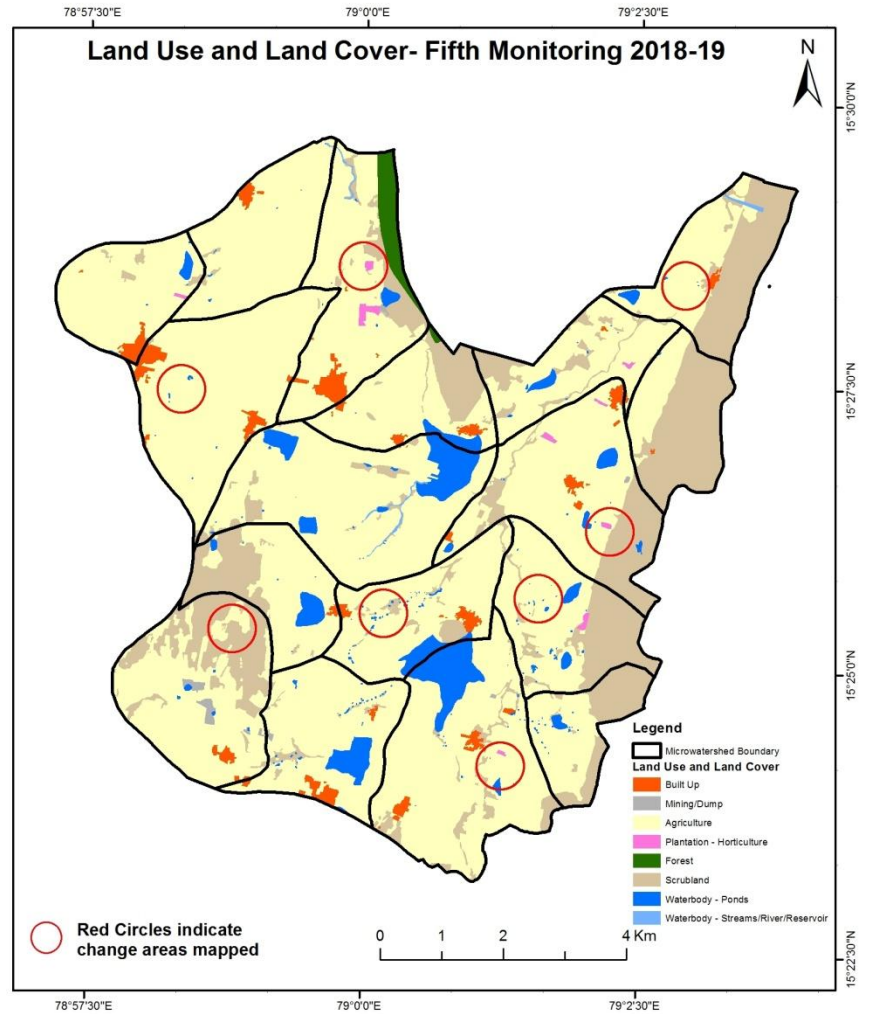 78°57'30"E
79°0'0"E
79°2'30"E
Land Use and Land Cover- Fifth Monitoring 2018-19
N
15°30'0"N
15°27'30"N
15°25'0"N
15°22'30"N
Legend
Microwatershed Boundary
Land Use and Land Cover
Built Up
Mining/Dump
Agriculture
Plantation - Horticulture
Forest
Scrubland
Waterbody - Ponds
Waterbody - Streams/River/Reservoir
Red Circles indicate
change areas mapped
0 1 2 4 Km
78°57'30"E
79°0'0"E
79°2'30"E